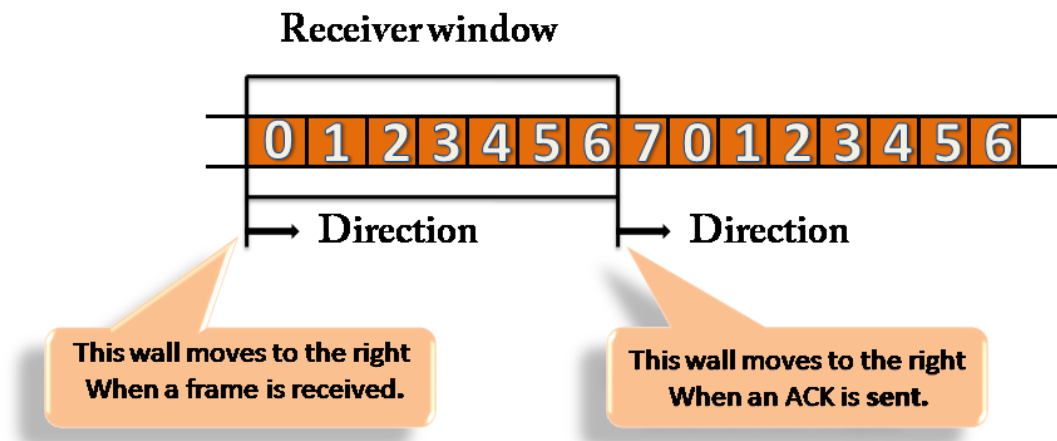 Receiver window
0 1 2 3 4 5 6 7 0 1 2 3 4 5 6
Direction Direction
This wall moves to the right
When a frame is received.
This wall moves to the right
When an ACK is sent.